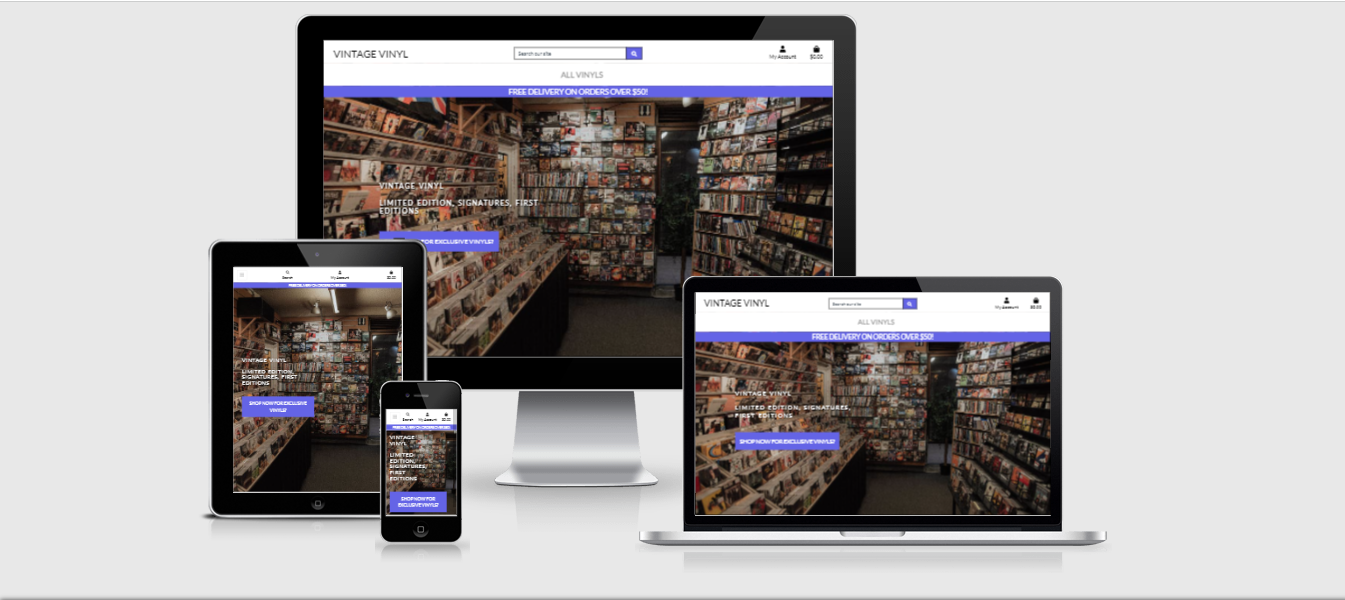 VINTAGE VINYL
Search our site
My Account
$0.00
ALL VINYLS
FREE DELIVERY ON ORDERS OVER $50!
VINTAGE VINYL
LIMITED EDITION, SIGNATURES, FIRST
EDITIONS
FOR EXCLUSIVE VINYLS!
Search
My Account
$0.00
FREE DELIVERY ON ORDERS OVER $50!
VINTAGE VINYL
LIMITED EDITION,
SIGNATURES, FIRST
EDITIONS
SHOP NOW FOR EXCLUSIVE
VINYLS!
Search
My Account
$0.00
FREE DELIVERY ON ORDERS OVER $50!
VINTAGE
VINYL
LIMITED
EDITION,
SIGNATURES,
FIRST
EDITIONS
SHOP NOW FOR
EXCLUSIVE VINYLS!
VINTAGE VINYL
Search our site
My Account
$0.00
ALL VINYLS
FREE DELIVERY ON ORDERS OVER $50!
VINTAGE VINYL
LIMITED EDITION, SIGNATURES,
FIRST EDITIONS
SHOP NOW FOR EXCLUSIVE VINYLS!